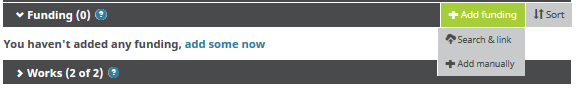 Funding (0) ? Add funding Sort
Search & link
You haven't added any funding, add some now
Add manually
Works (2 of 2) ?